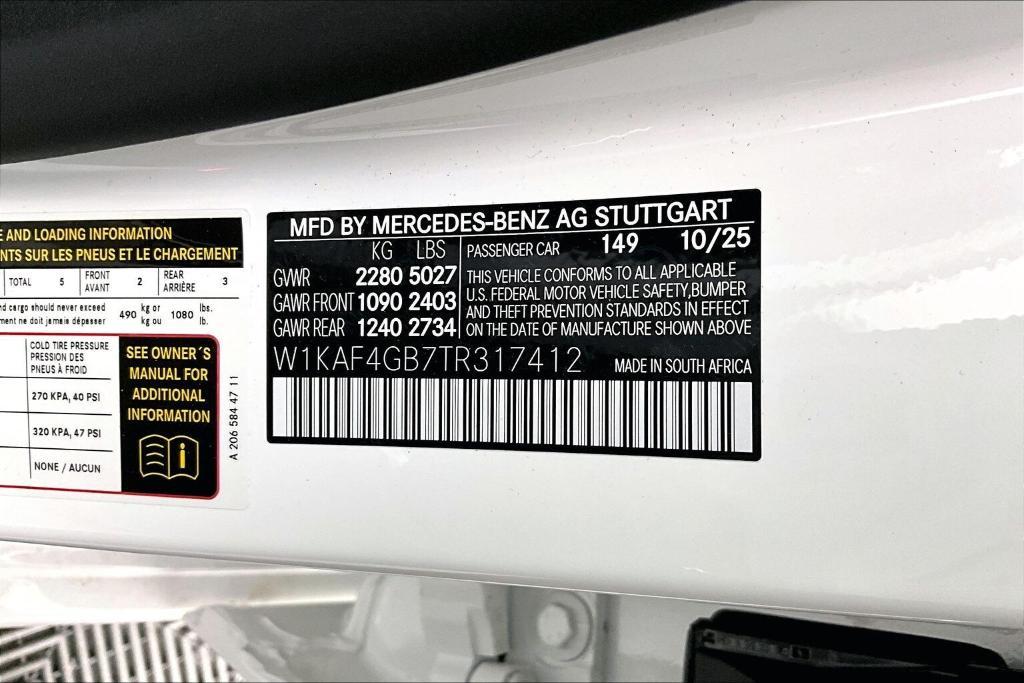 E AND LOADING INFORMATION
NTS SUR LES PNEUS ET LE CHARGEMENT
TOTAL 5 FRONT AVANT 2 REAR ARRIÈRE 3
nd cargo should never exceed 490 kg or 1080 lbs.
ment ne doit jamais dépasser kg ou lb.
COLD TIRE PRESSURE
PRESSION DES
PNEUS À FROID
270 KPA, 40 PSI
320 KPA, 47 PSI
NONE / AUCUN
SEE OWNER´S
MANUAL FOR
ADDITIONAL
INFORMATION
i
A 206 584 47 11
MFD BY MERCEDES-BENZ AG STUTTGART
KG LBS
GVWR 2280 5027
GAWR FRONT 1090 2403
GAWR REAR 1240 2734
PASSENGER CAR 149 10/25
THIS VEHICLE CONFORMS TO ALL APPLICABLE
U.S. FEDERAL MOTOR VEHICLE SAFETY,BUMPER
AND THEFT PREVENTION STANDARDS IN EFFECT
ON THE DATE OF MANUFACTURE SHOWN ABOVE
W1KAF4GB7TR317412 MADE IN SOUTH AFRICA